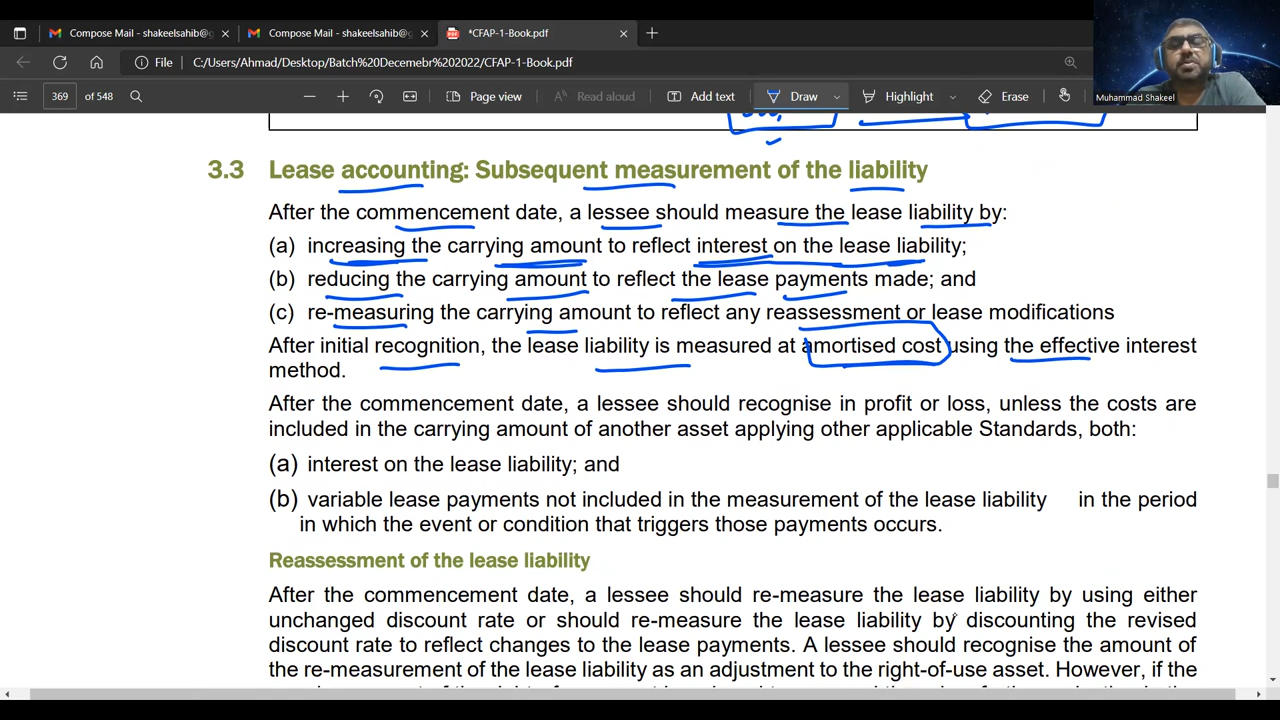 Compose Mail - shakeelsahib@g
Compose Mail - shakeelsahib@g
*CFAP-1-Book.pdf
File C:/Users/Ahmad/Desktop/Batch%20Decemebr%202022/CFAP-1-Book.pdf
369 of 548
Page view
Read aloud
Add text
Draw
Highlight
Erase
Muhammad Shakeel
3.3 Lease accounting: Subsequent measurement of the liability
After the commencement date, a lessee should measure the lease liability by:
(a) increasing the carrying amount to reflect interest on the lease liability;
(b) reducing the carrying amount to reflect the lease payments made; and
(c) re-measuring the carrying amount to reflect any reassessment or lease modifications
After initial recognition, the lease liability is measured at amortised cost using the effective interest
method.
After the commencement date, a lessee should recognise in profit or loss, unless the costs are
included in the carrying amount of another asset applying other applicable Standards, both:
(a) interest on the lease liability; and
(b) variable lease payments not included in the measurement of the lease liability in the period
in which the event or condition that triggers those payments occurs.
Reassessment of the lease liability
After the commencement date, a lessee should re-measure the lease liability by using either
unchanged discount rate or should re-measure the lease liability by discounting the revised
discount rate to reflect changes to the lease payments. A lessee should recognise the amount of
the re-measurement of the lease liability as an adjustment to the right-of-use asset. However, if the